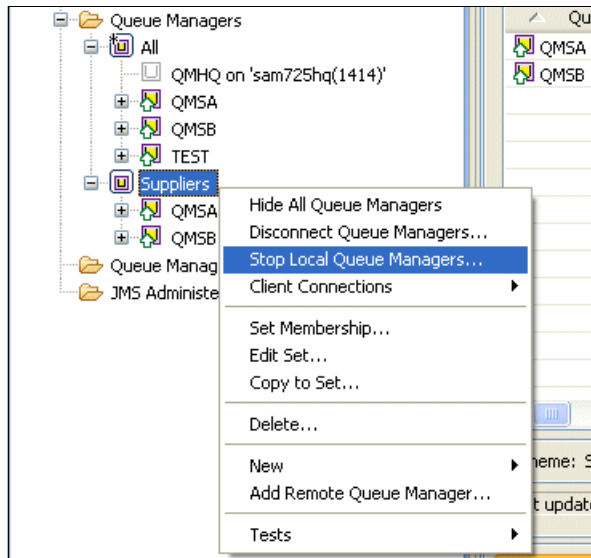 Queue Managers
All
QMHQ on 'sam725hq(1414)'
QMSA
QMSB
TEST
Suppliers
QMSA
QMSB
Queue Manag
JMS Administe
Hide All Queue Managers
Disconnect Queue Managers...
Stop Local Queue Managers...
Client Connections
Set Membership...
Edit Set...
Copy to Set...
Delete...
New
Add Remote Queue Manager...
Tests
Qu
QMSA
QMSB
heme: S
t updat